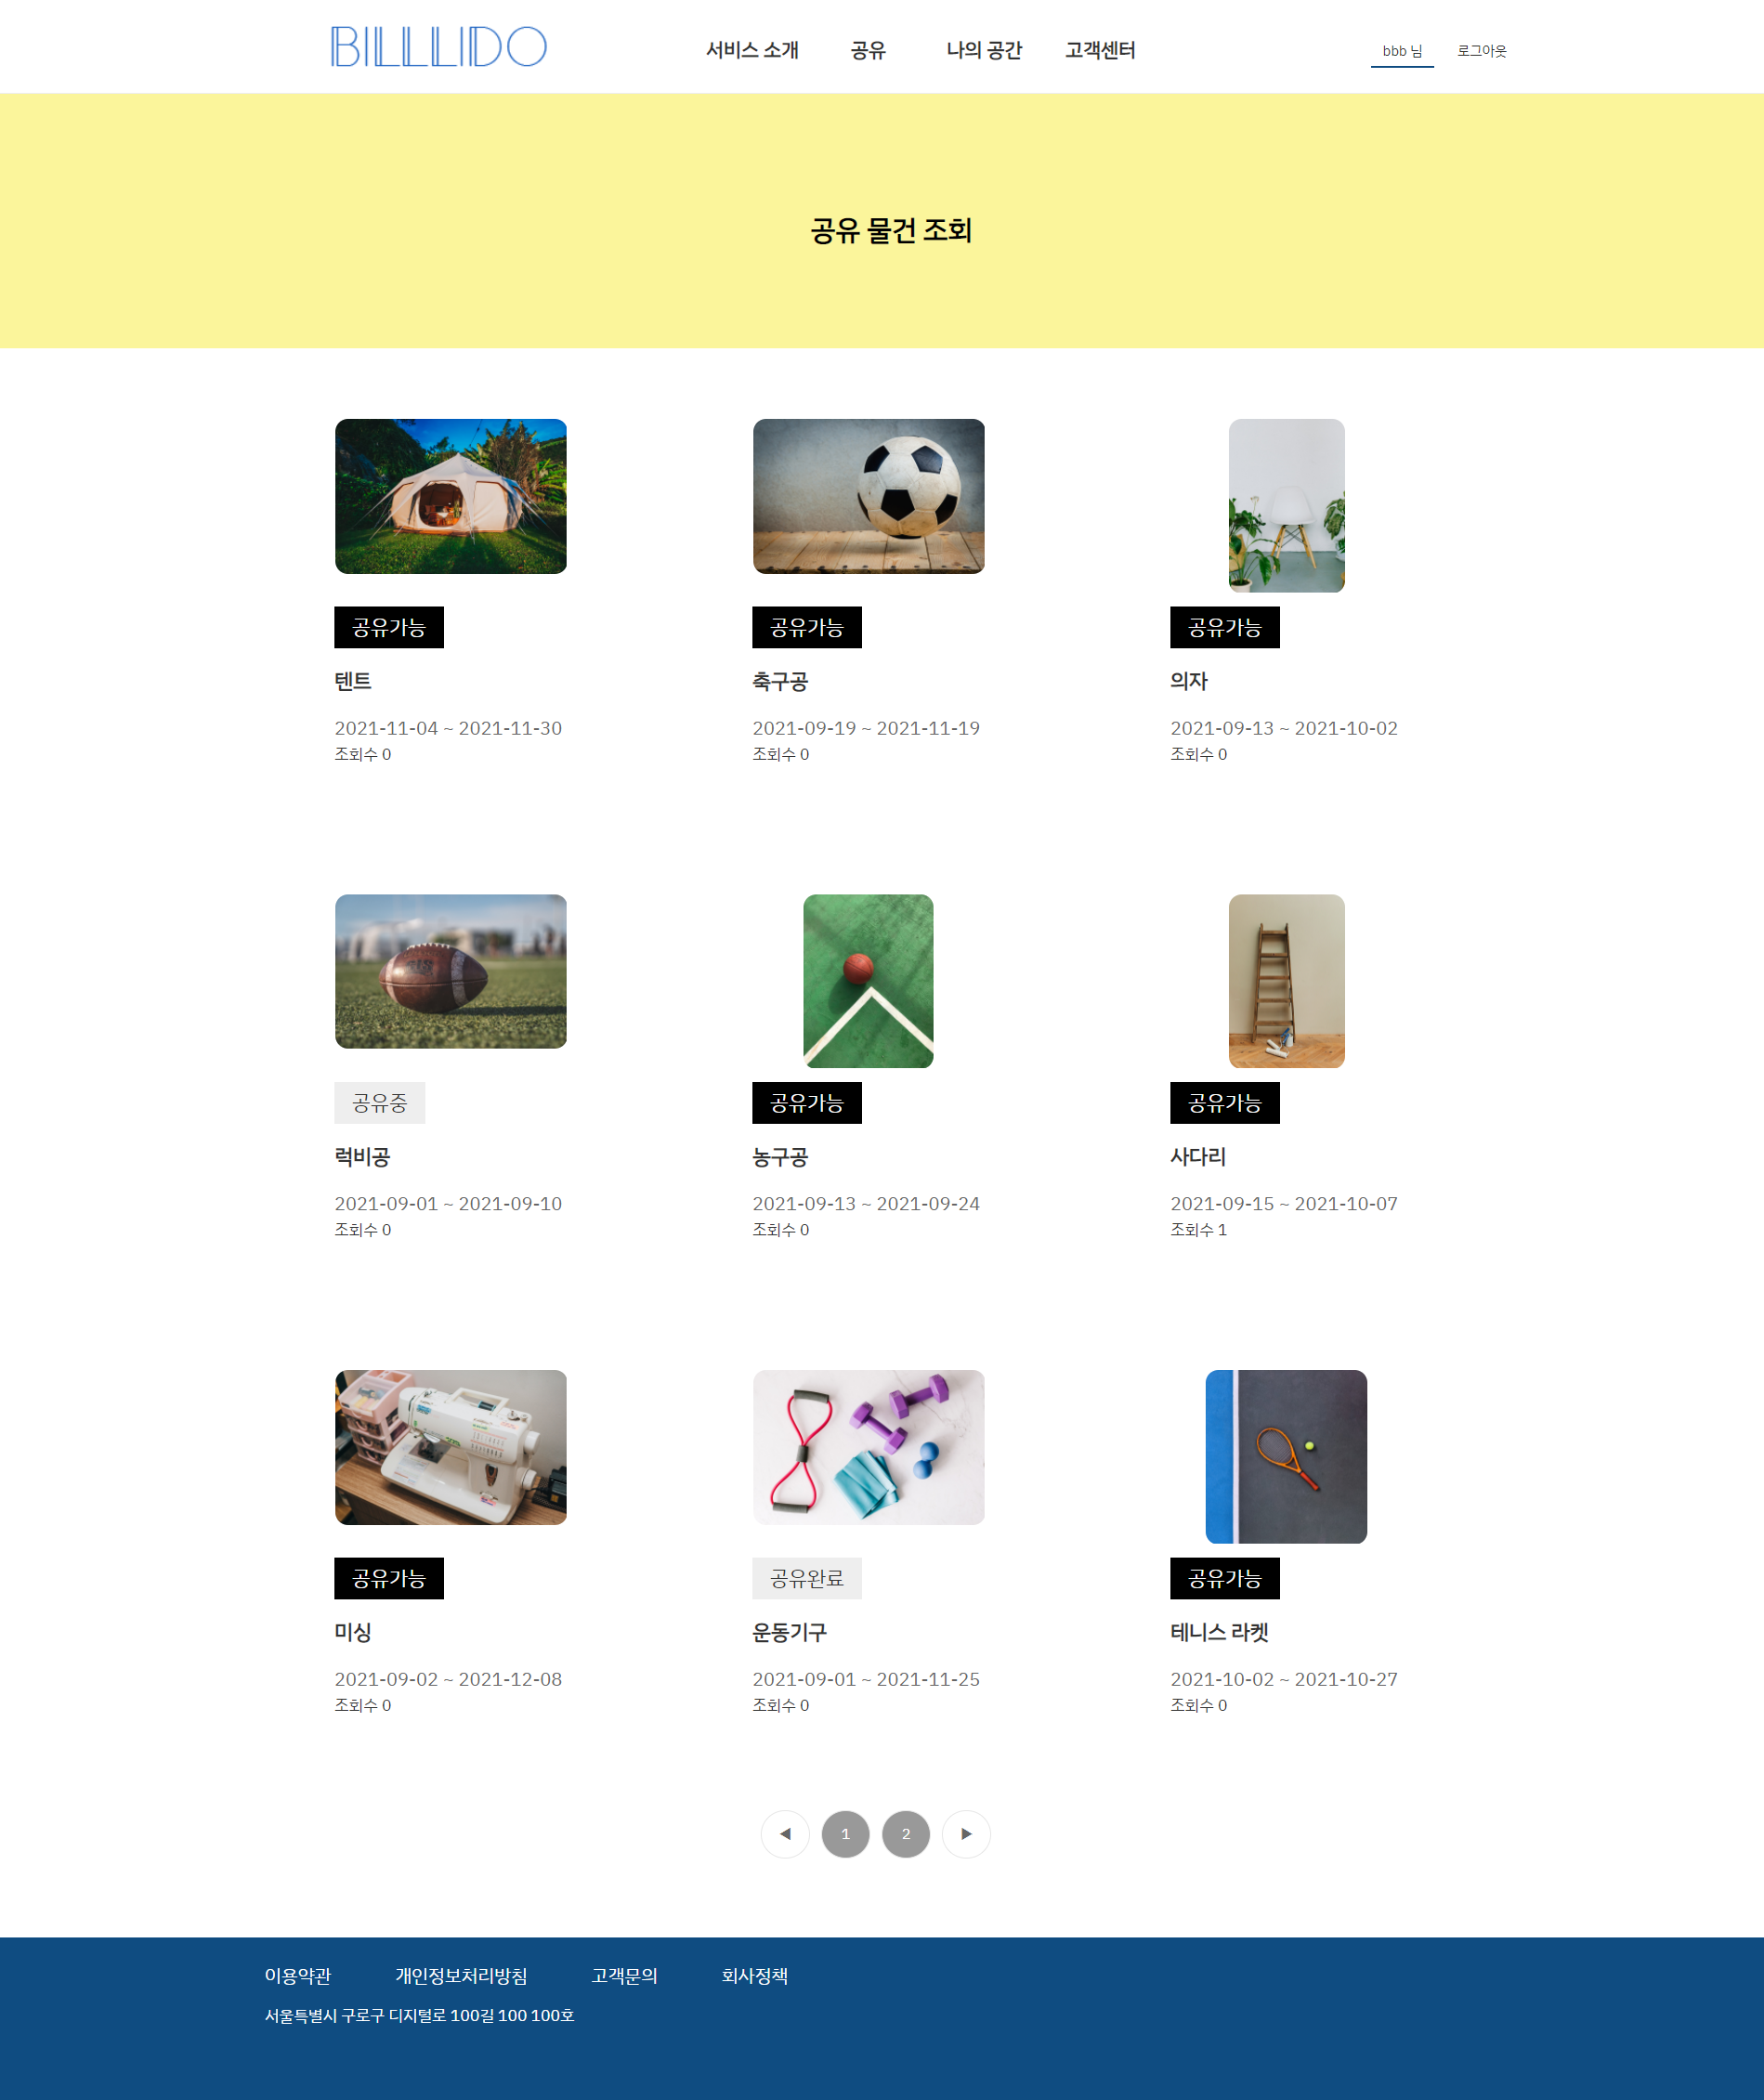 BILLLIDO
서비스 소개 공유 나의 공간 고객센터
bbb 님 로그아웃
공유 물건 조회
공유가능 공유가능 공유가능
텐트 축구공 의자
2021-11-04 ~ 2021-11-30 2021-09-19 ~ 2021-11-19 2021-09-13 ~ 2021-10-02
조회수 0 조회수 0 조회수 0
공유중 공유가능 공유가능
럭비공 농구공 사다리
2021-09-01 ~ 2021-09-10 2021-09-13 ~ 2021-09-24 2021-09-15 ~ 2021-10-07
조회수 0 조회수 0 조회수 1
공유가능 공유완료 공유가능
미싱 운동기구 테니스 라켓
2021-09-02 ~ 2021-12-08 2021-09-01 ~ 2021-11-25 2021-10-02 ~ 2021-10-27
조회수 0 조회수 0 조회수 0
◀ 1 2 ▶
이용약관 개인정보처리방침 고객문의 회사정책
서울특별시 구로구 디지털로 100길 100 100호